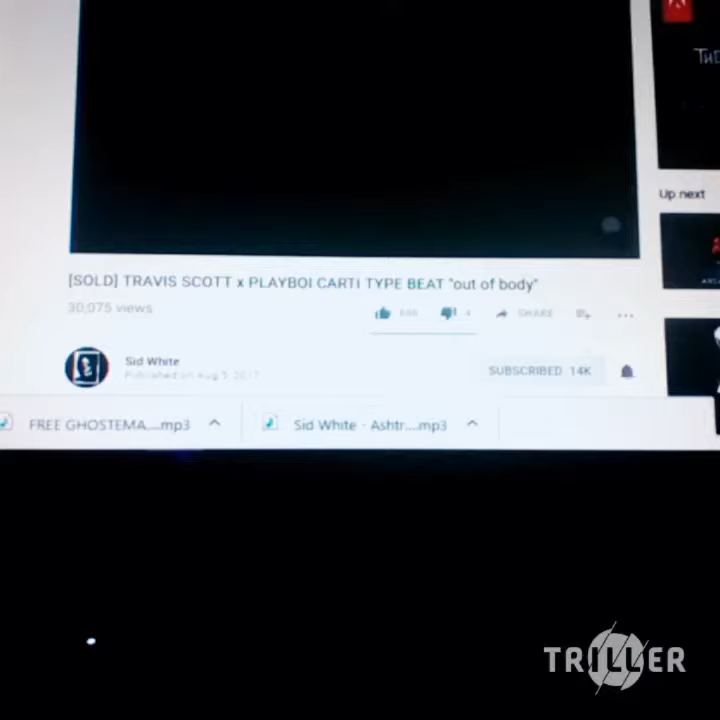 Up next
[SOLD] TRAVIS SCOTT x PLAYBOI CARTI TYPE BEAT "out of body"
30,075 views
4
SHARE
Sid White
Published on Aug 5, 2017
SUBSCRIBED 14K
FREE GHOSTEMA....mp3
Sid White - Ashtr....mp3
TRILLER